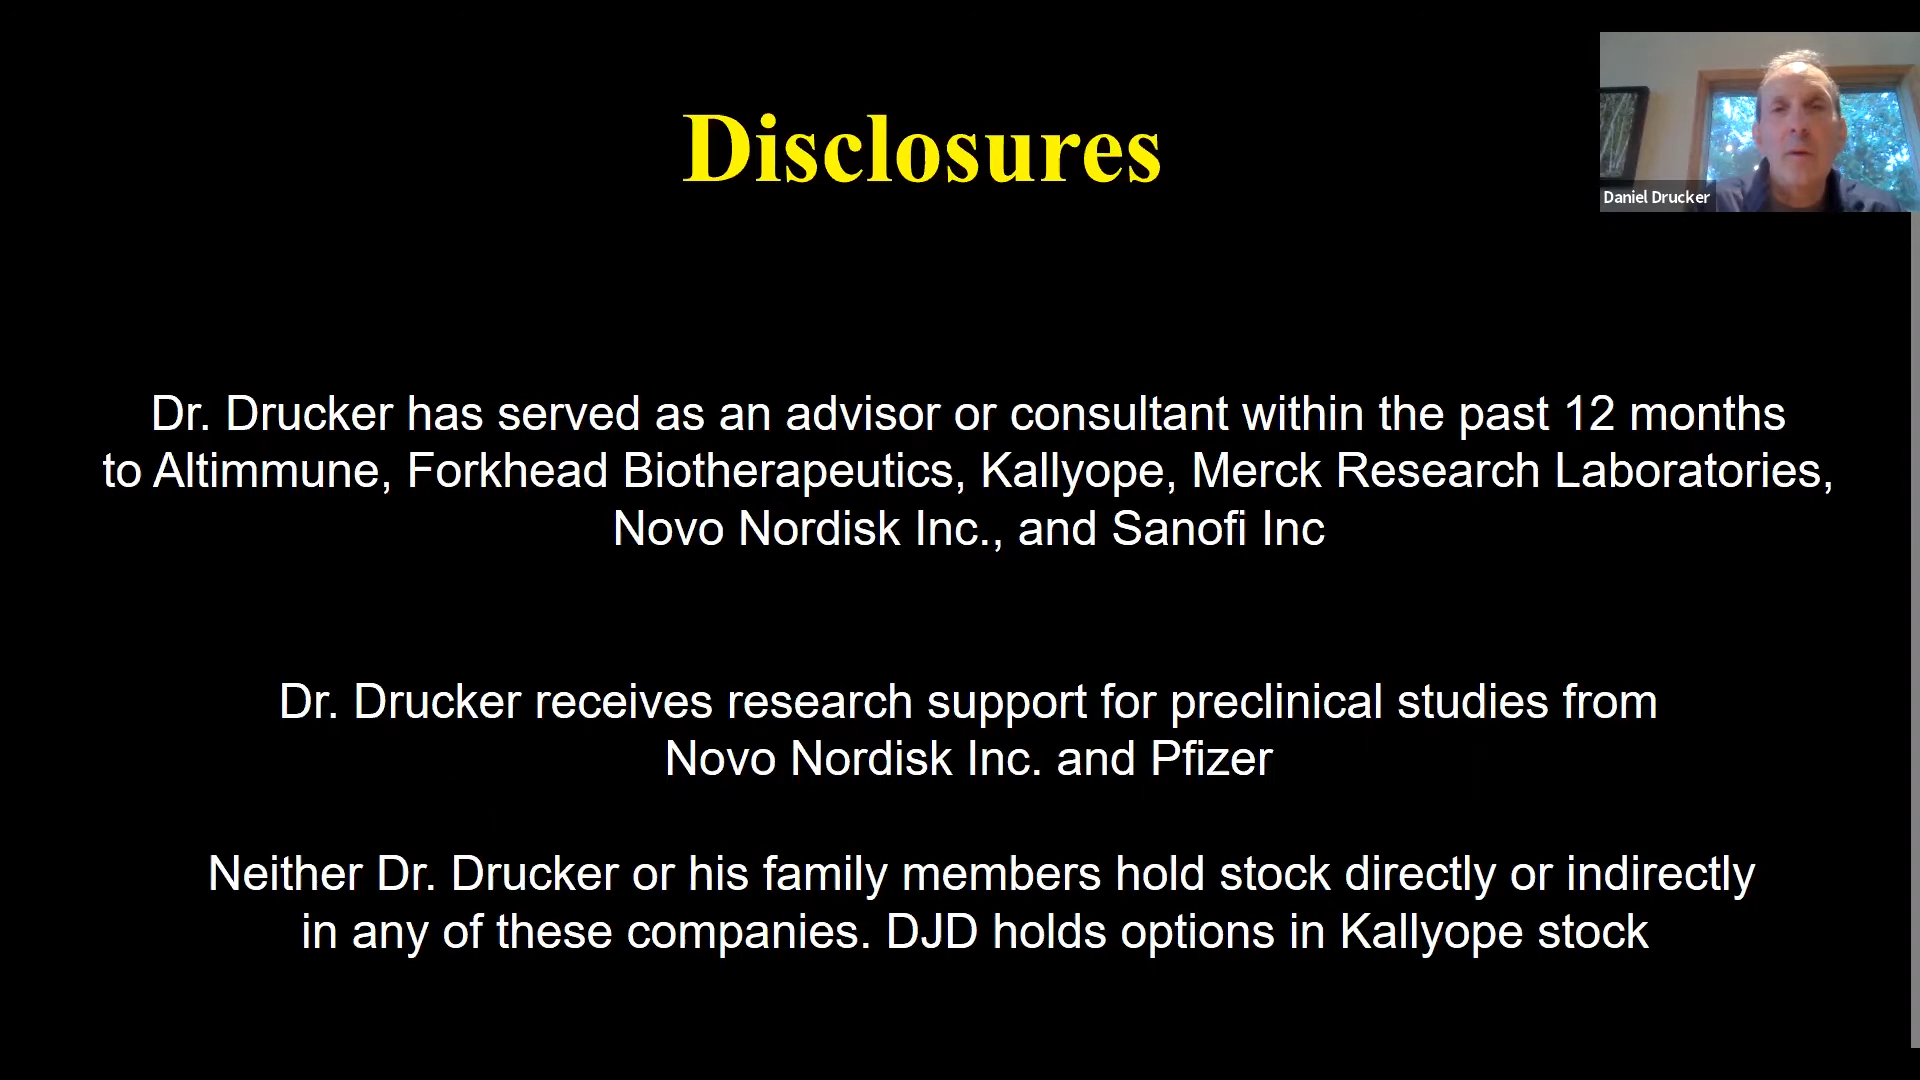 Disclosures
Daniel Drucker
Dr. Drucker has served as an advisor or consultant within the past 12 months
to Altimmune, Forkhead Biotherapeutics, Kallyope, Merck Research Laboratories,
Novo Nordisk Inc., and Sanofi Inc
Dr. Drucker receives research support for preclinical studies from
Novo Nordisk Inc. and Pfizer
Neither Dr. Drucker or his family members hold stock directly or indirectly
in any of these companies. DJD holds options in Kallyope stock